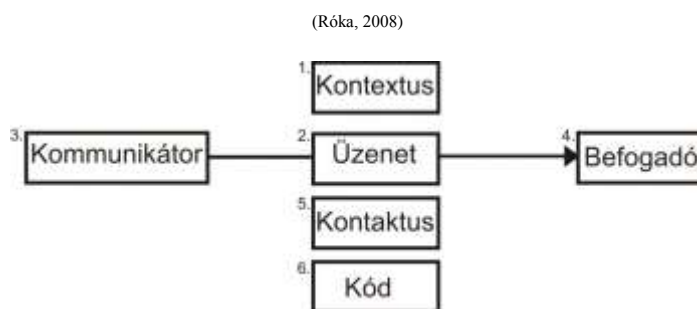 (Róka, 2008)
1. Kontextus
3. Kommunikátor
2. Üzenet
4. Befogadó
5. Kontaktus
6. Kód